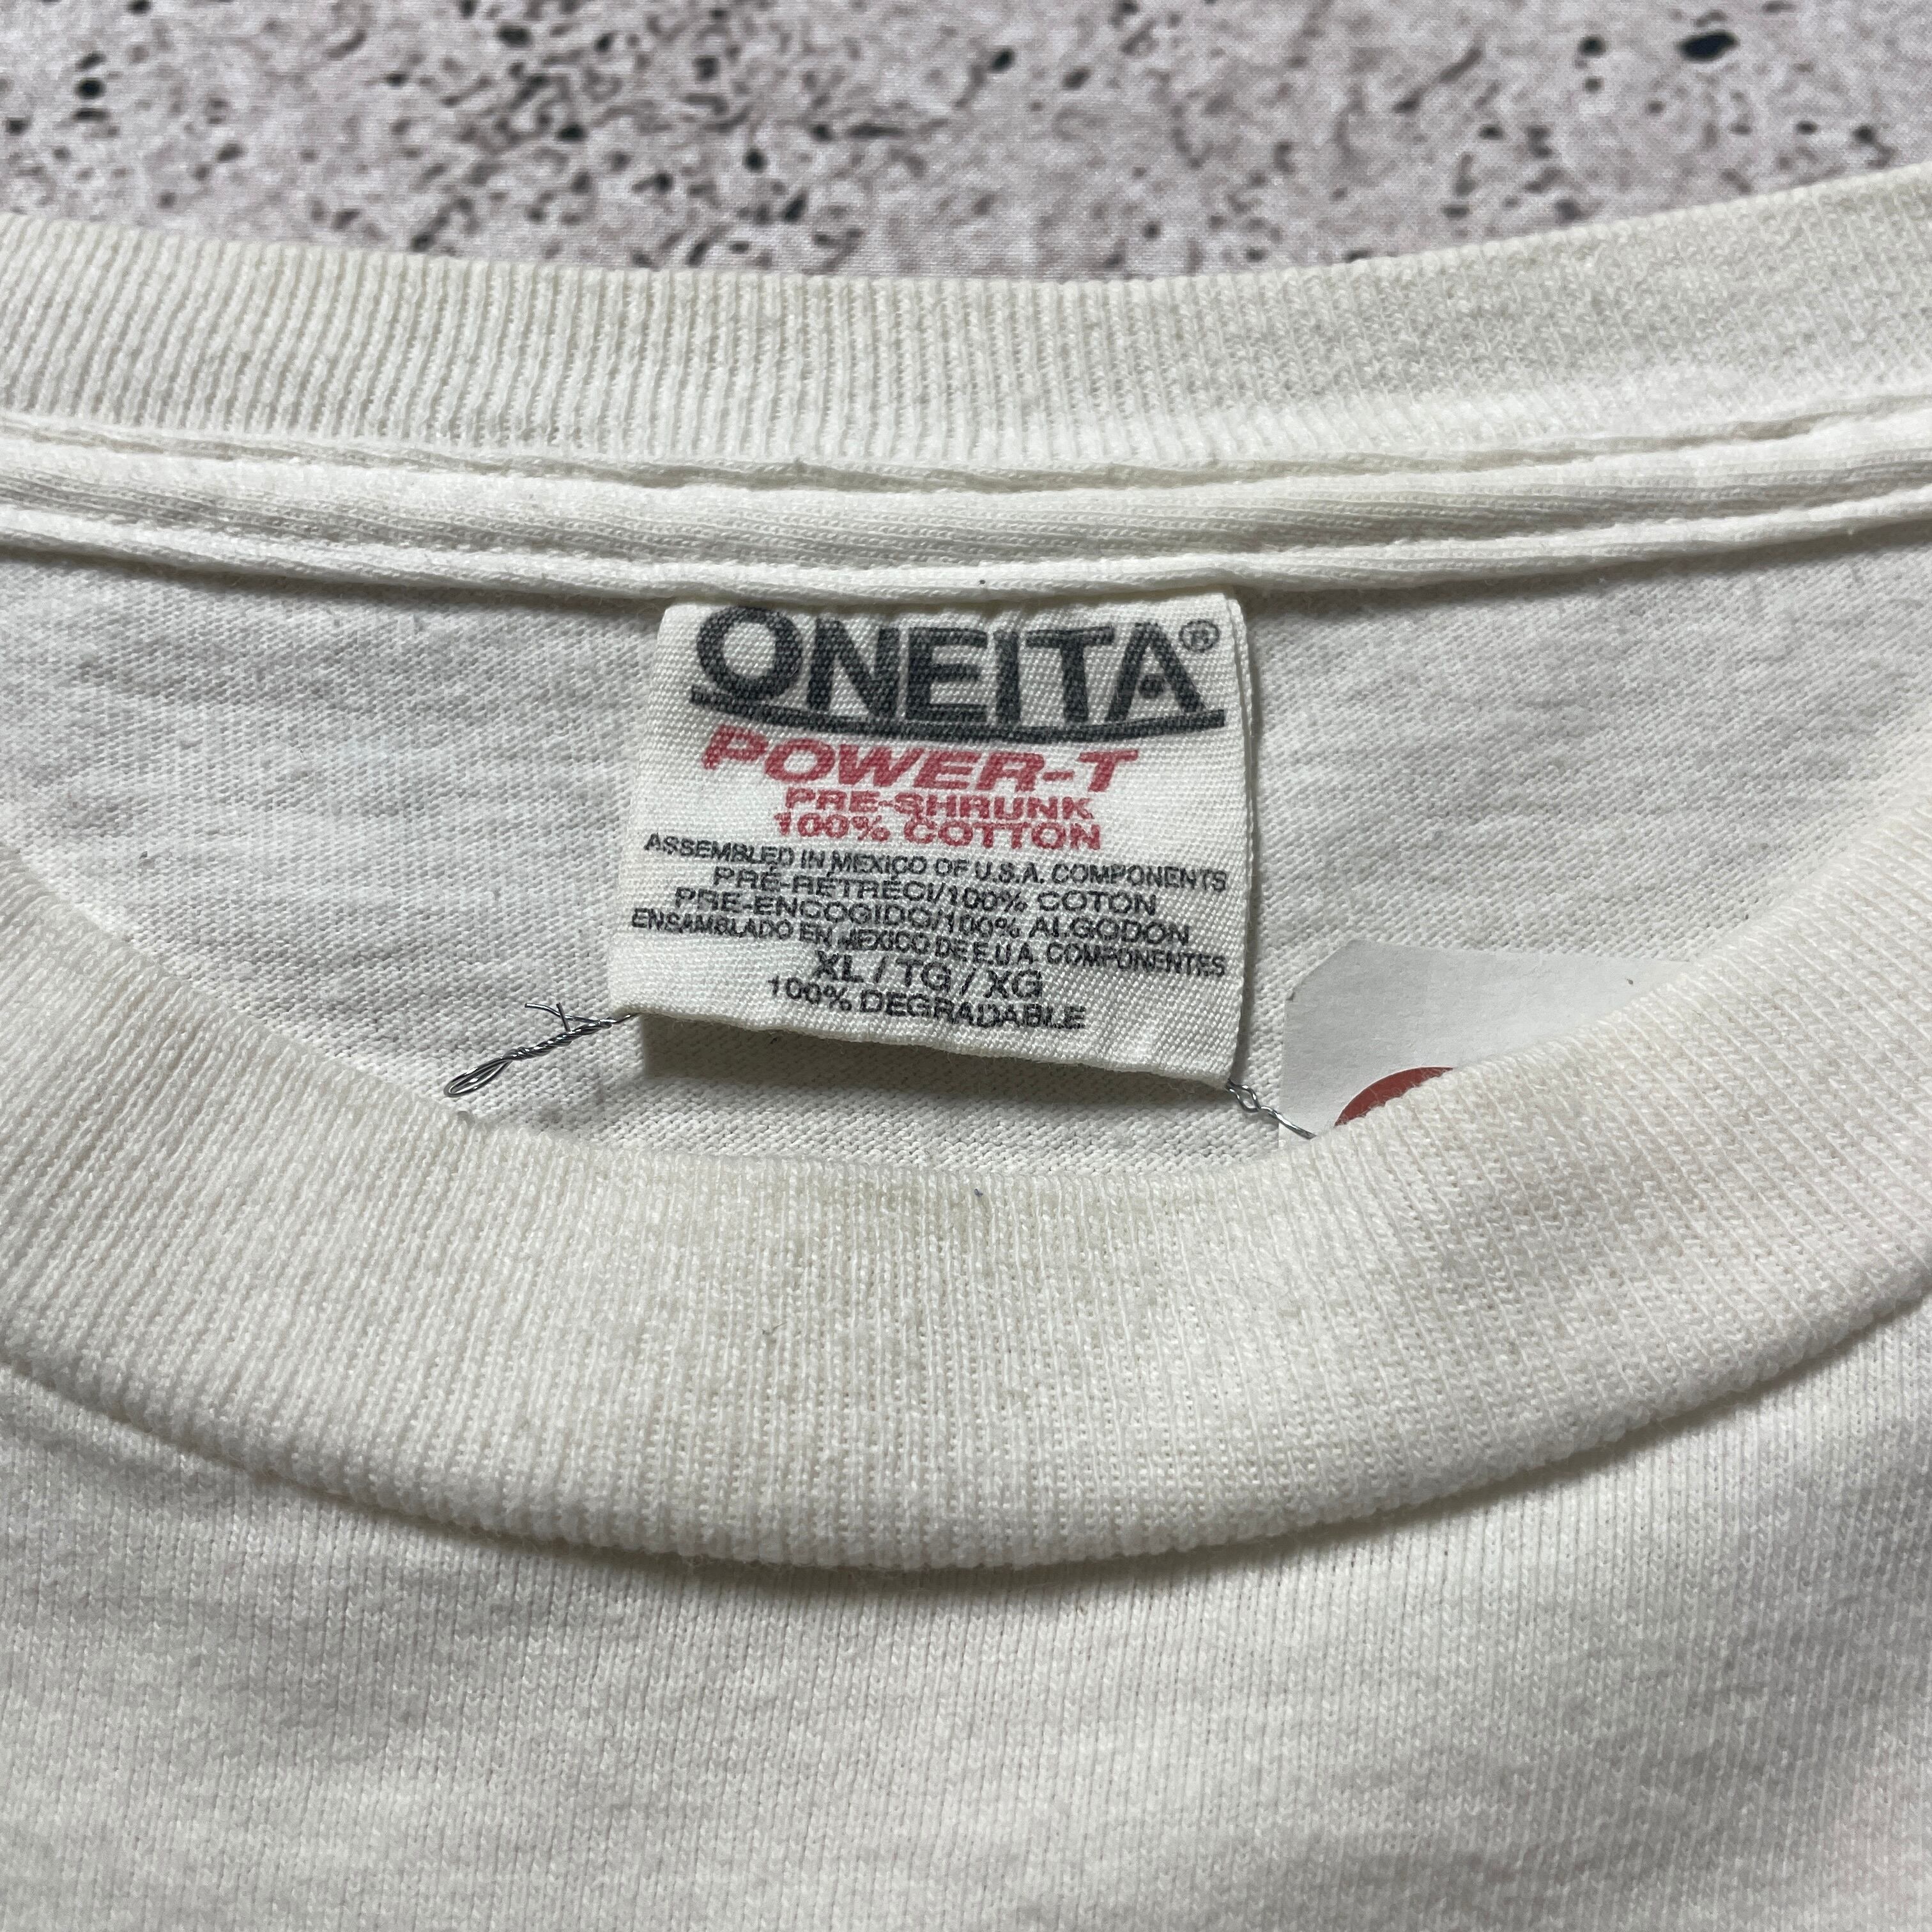 ONEITA®
POWER-T
PRE-SHRUNK
100% COTTON
ASSEMBLED IN MEXICO OF U.S.A. COMPONENTS
PRÉ-RÉTRÉCI/100% COTON
PRE-ENCOGIDO/100% ALGODON
ENSAMBLADO EN MEXICO DE E.U.A. COMPONENTES
XL / TG / XG
100% DEGRADABLE